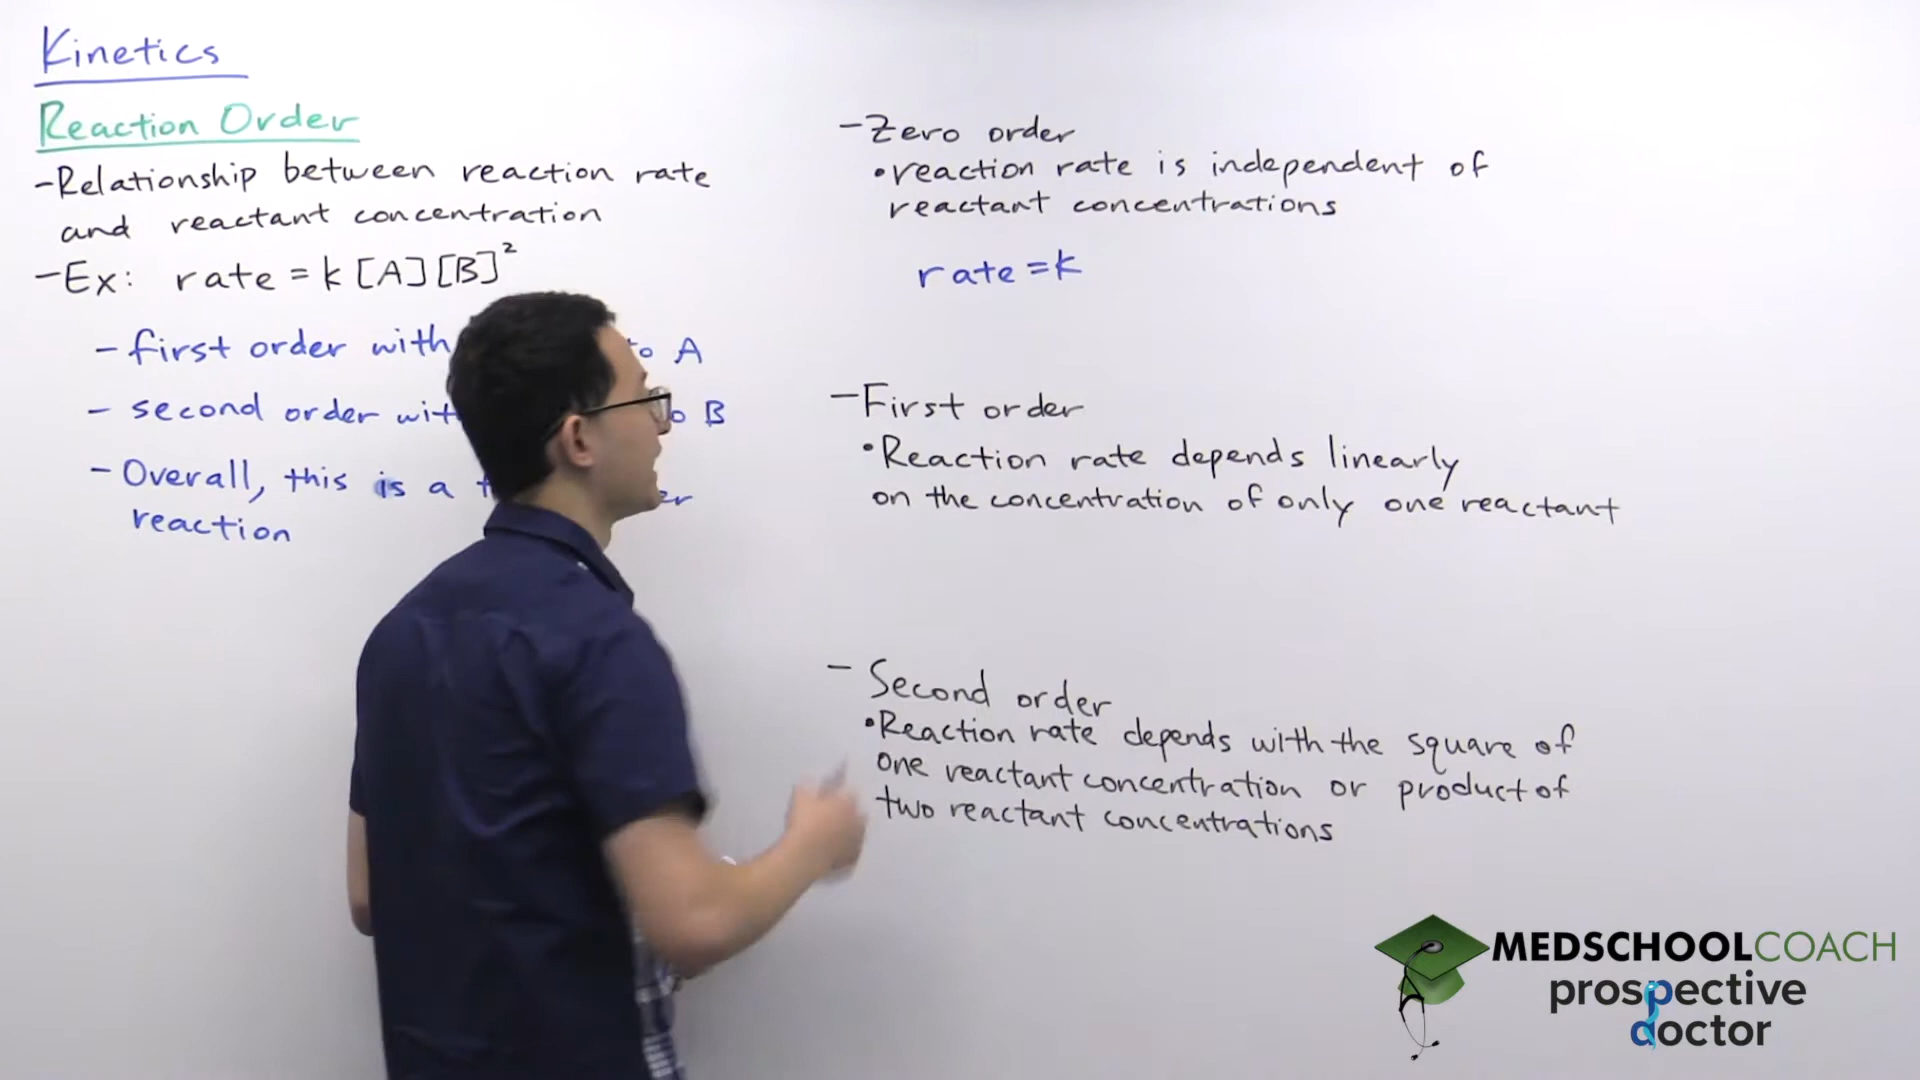 Kinetics
Reaction Order
-Relationship between reaction rate
and reactant concentration
-Ex: rate = k [A][B]²
- first order with to A
- second order B
- Overall, this is a
reaction
-Zero order
•reaction rate is independent of
reactant concentrations
rate = k
-First order
•Reaction rate depends linearly
on the concentration of only one reactant
- Second order
•Reaction rate depends with the square of
one reactant concentration or product of
two reactant concentrations
MEDSCHOOLCOACH
prospective
doctor